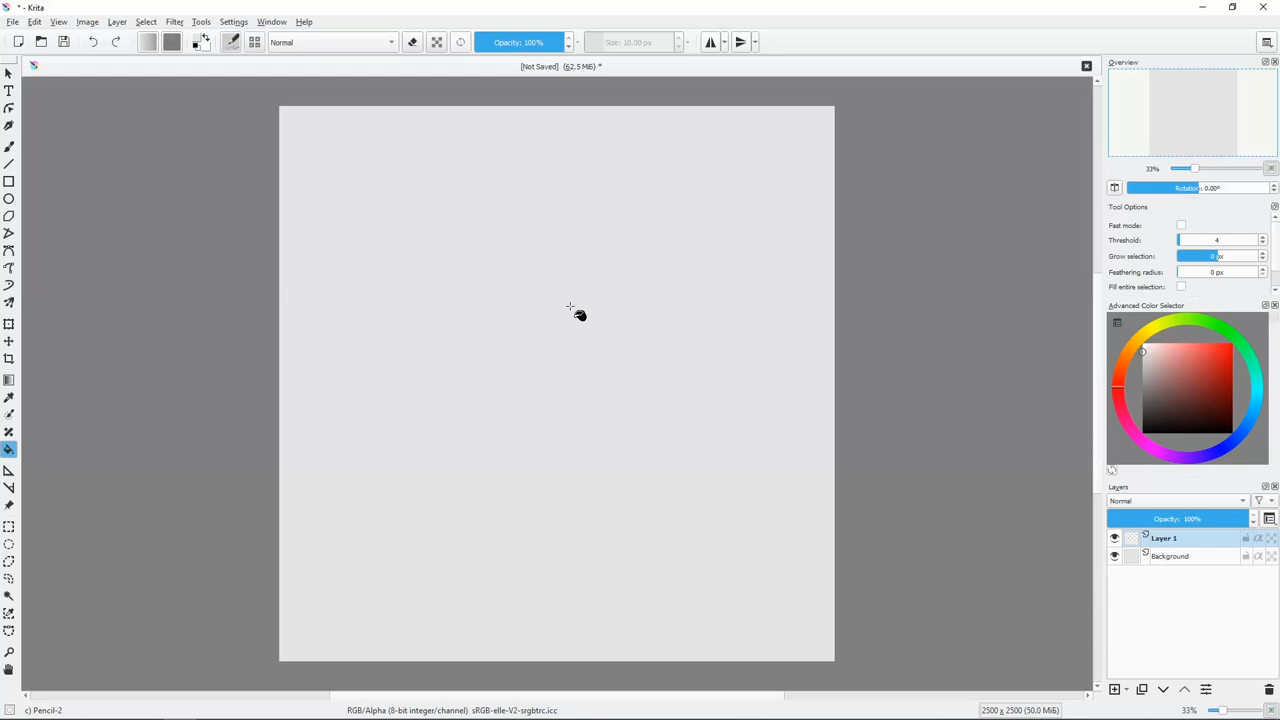 * - Krita
File Edit View Image Layer Select Filter Tools Settings Window Help
Normal Opacity: 100% Size: 10.00 px
[Not Saved] (62.5 MiB) *
Overview
33%
Rotation: 0.00°
Tool Options
Fast mode:
Threshold: 4
Grow selection: 0 px
Feathering radius: 0 px
Fill entire selection:
Advanced Color Selector
Layers
Normal
Opacity: 100%
Layer 1
Background
c) Pencil-2 RGB/Alpha (8-bit integer/channel) sRGB-elle-V2-srgbtrc.icc 2500 x 2500 (50.0 MiB) 33%